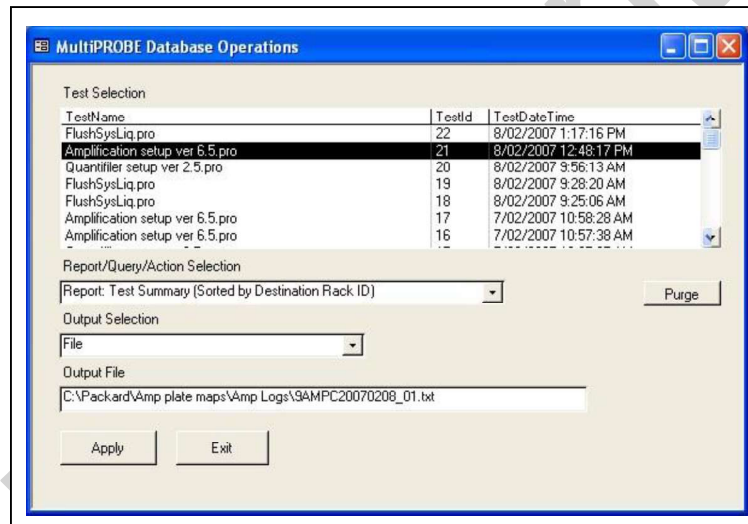 MultiPROBE Database Operations
Test Selection
TestName TestId TestDateTime
FlushSysLiq.pro 22 8/02/2007 1:17:16 PM
Amplification setup ver 6.5.pro 21 8/02/2007 12:48:17 PM
Quantifiler setup ver 2.5.pro 20 8/02/2007 9:56:13 AM
FlushSysLiq.pro 19 8/02/2007 9:28:20 AM
FlushSysLiq.pro 18 8/02/2007 9:25:06 AM
Amplification setup ver 6.5.pro 17 7/02/2007 10:58:28 AM
Amplification setup ver 6.5.pro 16 7/02/2007 10:57:38 AM
Report/Query/Action Selection
Report: Test Summary (Sorted by Destination Rack ID)
Purge
Output Selection
File
Output File
C:\Packard\Amp plate maps\Amp Logs\9AMPC20070208_01.txt
Apply Exit